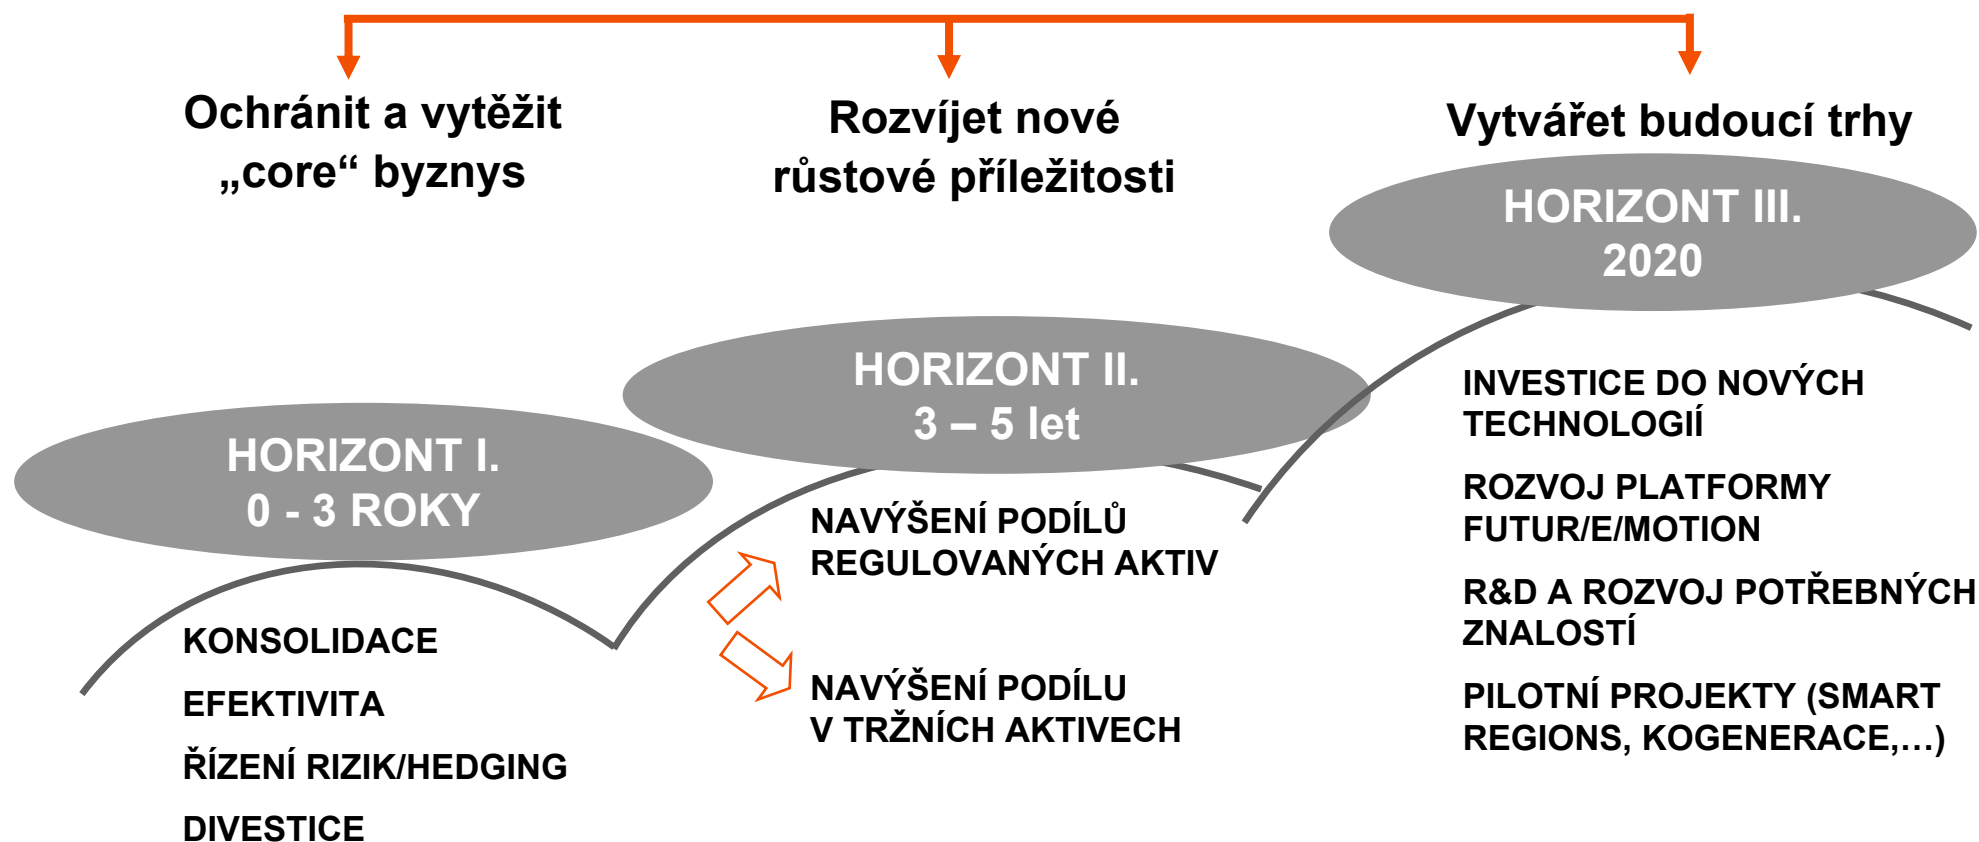 Ochránit a vytěžit
„core“ byznys
Rozvíjet nové
růstové příležitosti
Vytvářet budoucí trhy
HORIZONT I.
0 - 3 ROKY
KONSOLIDACE
EFEKTIVITA
ŘÍZENÍ RIZIK/HEDGING
DIVESTICE
HORIZONT II.
3 – 5 let
NAVÝŠENÍ PODÍLŮ
REGULOVANÝCH AKTIV
NAVÝŠENÍ PODÍLU
V TRŽNÍCH AKTIVECH
HORIZONT III.
2020
INVESTICE DO NOVÝCH
TECHNOLOGIÍ
ROZVOJ PLATFORMY
FUTUR/E/MOTION
R&D A ROZVOJ POTŘEBNÝCH
ZNALOSTÍ
PILOTNÍ PROJEKTY (SMART
REGIONS, KOGENERACE,…)